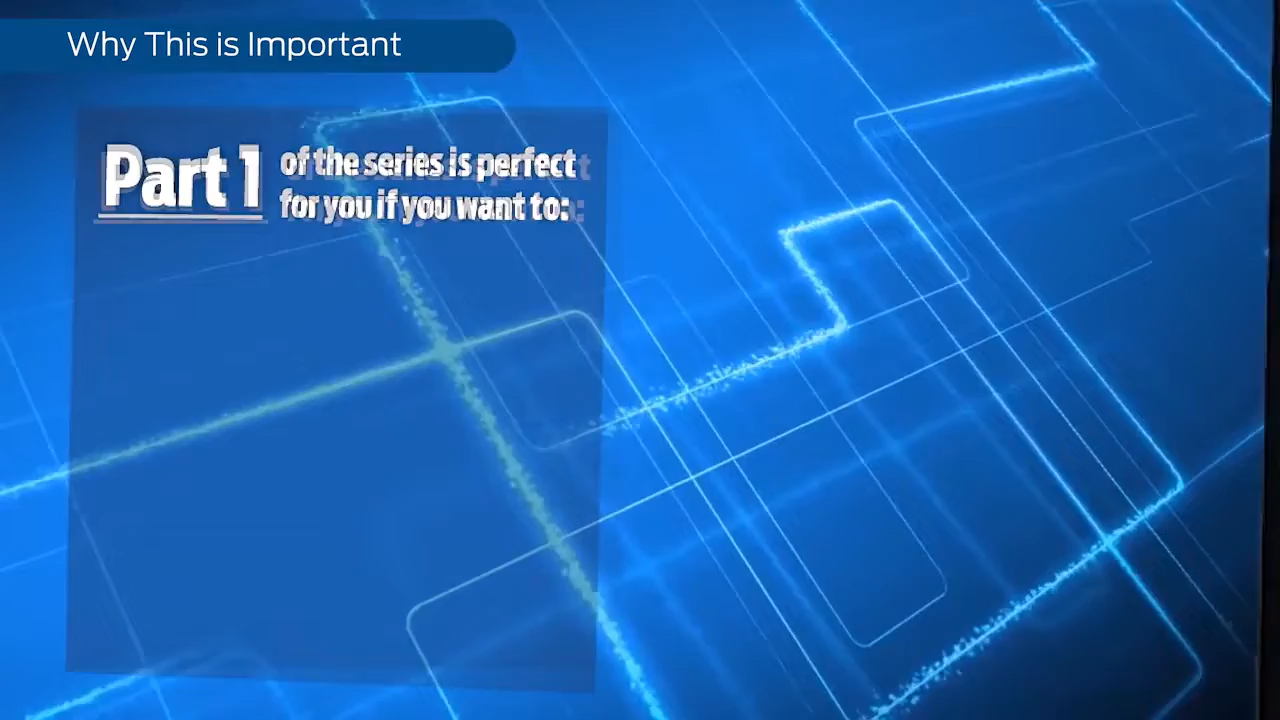 Why This is Important
Part 1
of the series is perfect
for you if you want to: